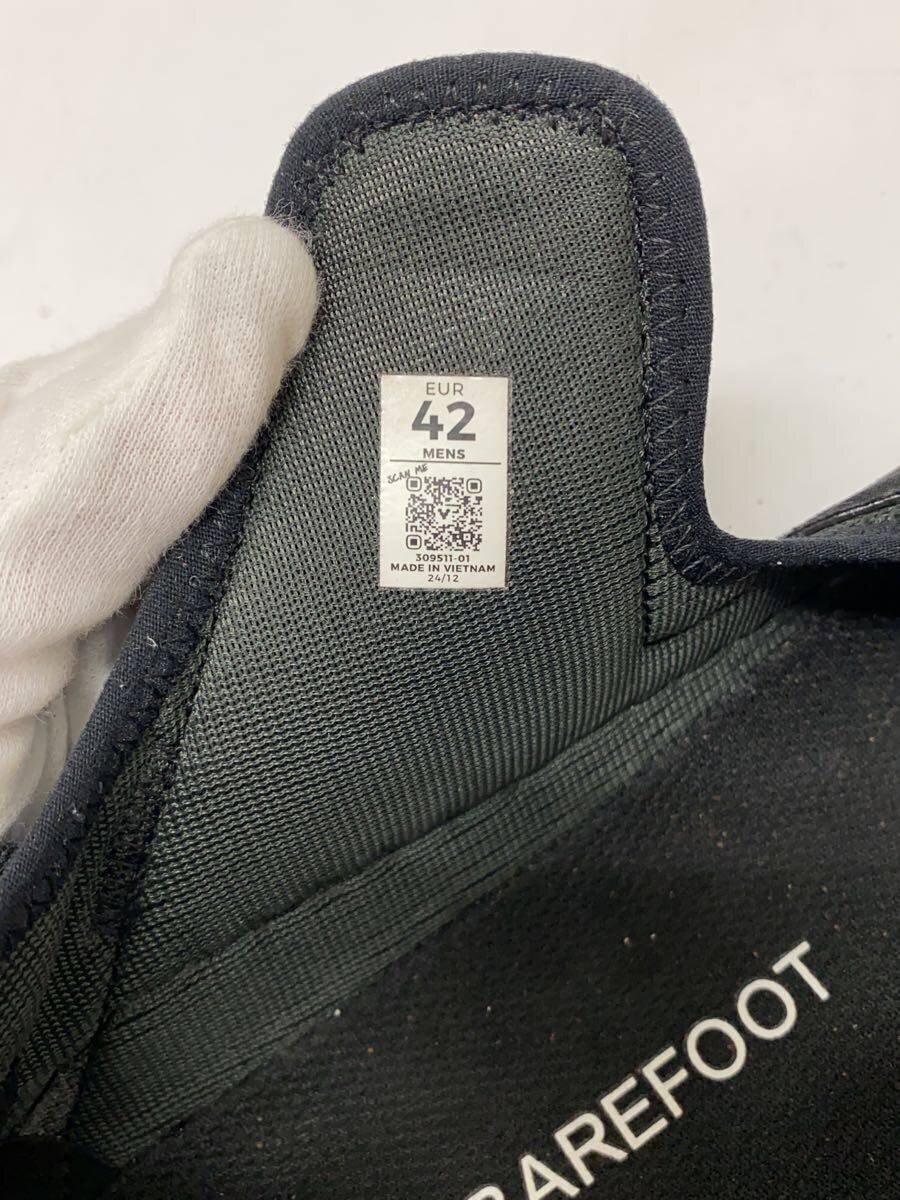 EUR
42
MENS
SCAN ME
V
309511-01
MADE IN VIETNAM
24/12
BAREFOOT